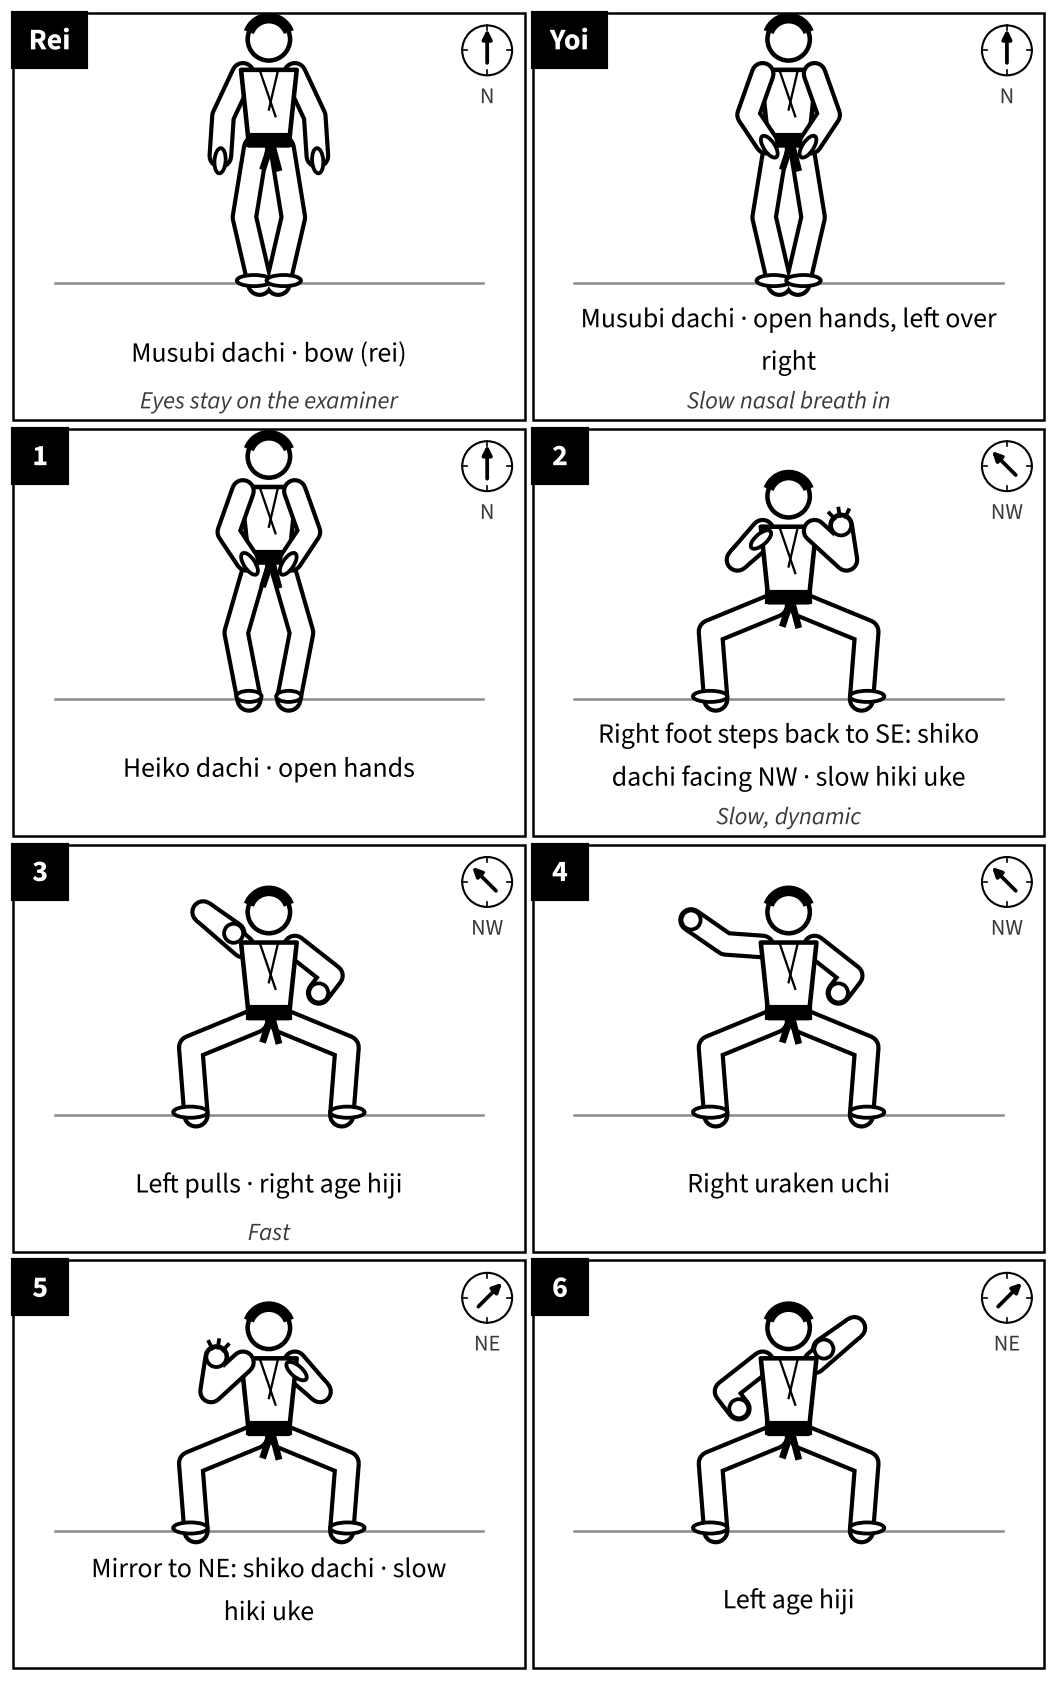 Rei
N
Musubi dachi · bow (rei)
Eyes stay on the examiner
Yoi
N
Musubi dachi · open hands, left over
right
Slow nasal breath in
1
N
Heiko dachi · open hands
2
NW
Right foot steps back to SE: shiko
dachi facing NW · slow hiki uke
Slow, dynamic
3
NW
Left pulls · right age hiji
Fast
4
NW
Right uraken uchi
5
NE
Mirror to NE: shiko dachi · slow
hiki uke
6
NE
Left age hiji